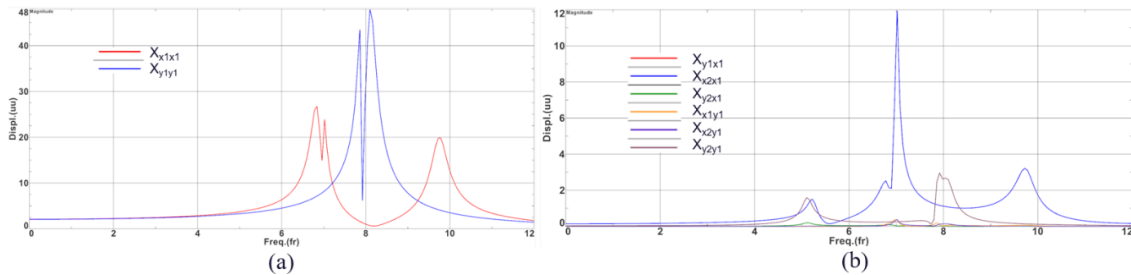 48
Magnitude
40
30
20
10
0
Displ.(uu)
X_x1x1
X_y1y1
0 2 4 6 8 10 12
Freq.(fr)
(a)
12
Magnitude
10
8
6
4
2
0
Displ.(uu)
X_y1x1
X_x2x1
X_y2x1
X_x1y1
X_x2y1
X_y2y1
0 2 4 6 8 10 12
Freq.(fr)
(b)